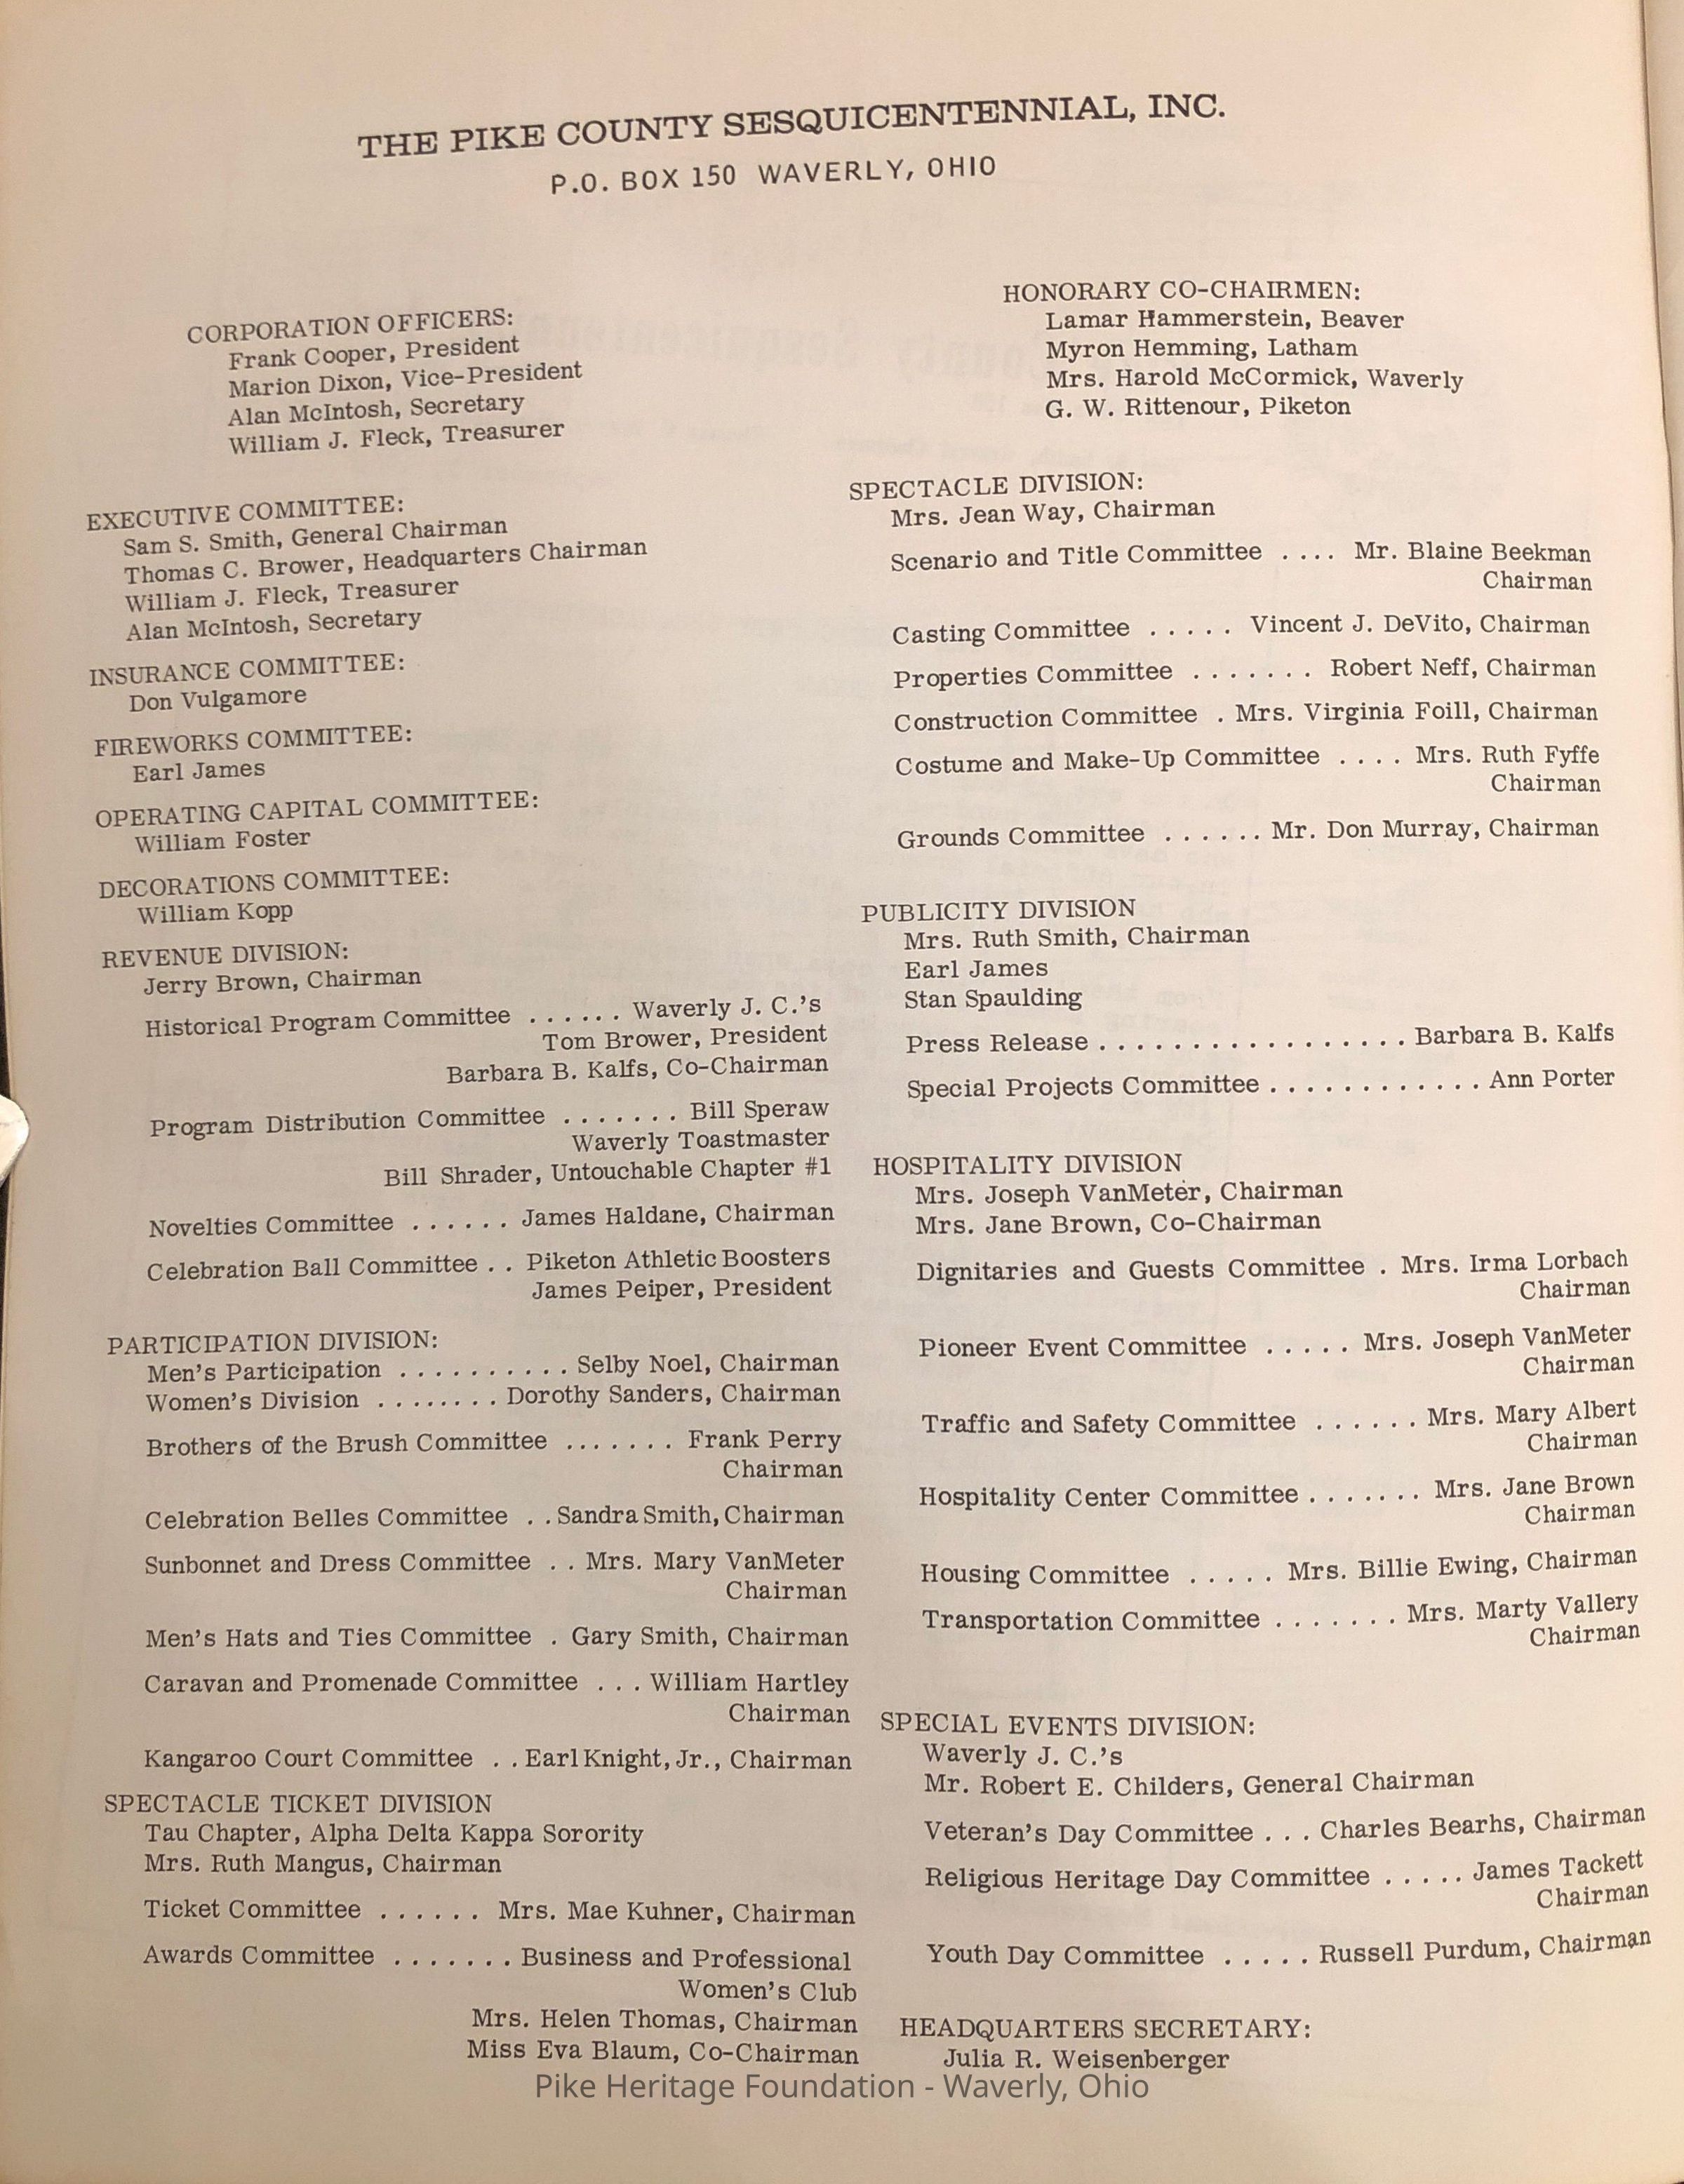 THE PIKE COUNTY SESQUICENTENNIAL, INC.
P.O. BOX 150 WAVERLY, OHIO
CORPORATION OFFICERS:
Frank Cooper, President
Marion Dixon, Vice-President
Alan McIntosh, Secretary
William J. Fleck, Treasurer
EXECUTIVE COMMITTEE:
Sam S. Smith, General Chairman
Thomas C. Brower, Headquarters Chairman
William J. Fleck, Treasurer
Alan McIntosh, Secretary
INSURANCE COMMITTEE:
Don Vulgamore
FIREWORKS COMMITTEE:
Earl James
OPERATING CAPITAL COMMITTEE:
William Foster
DECORATIONS COMMITTEE:
William Kopp
REVENUE DIVISION:
Jerry Brown, Chairman
Historical Program Committee ...... Waverly J. C.'s
Tom Brower, President
Barbara B. Kalfs, Co-Chairman
Program Distribution Committee ....... Bill Speraw
Waverly Toastmaster
Bill Shrader, Untouchable Chapter #1
Novelties Committee ...... James Haldane, Chairman
Celebration Ball Committee . . Piketon Athletic Boosters
James Peiper, President
PARTICIPATION DIVISION:
Men's Participation .......... Selby Noel, Chairman
Women's Division ........ Dorothy Sanders, Chairman
Brothers of the Brush Committee ....... Frank Perry
Chairman
Celebration Belles Committee . . Sandra Smith, Chairman
Sunbonnet and Dress Committee . . Mrs. Mary VanMeter
Chairman
Men's Hats and Ties Committee . Gary Smith, Chairman
Caravan and Promenade Committee ... William Hartley
Chairman
Kangaroo Court Committee . . Earl Knight, Jr., Chairman
SPECTACLE TICKET DIVISION
Tau Chapter, Alpha Delta Kappa Sorority
Mrs. Ruth Mangus, Chairman
Ticket Committee ...... Mrs. Mae Kuhner, Chairman
Awards Committee ....... Business and Professional
Women's Club
Mrs. Helen Thomas, Chairman
Miss Eva Blaum, Co-Chairman
HONORARY CO-CHAIRMEN:
Lamar Hammerstein, Beaver
Myron Hemming, Latham
Mrs. Harold McCormick, Waverly
G. W. Rittenour, Piketon
SPECTACLE DIVISION:
Mrs. Jean Way, Chairman
Scenario and Title Committee .... Mr. Blaine Beekman
Chairman
Casting Committee ..... Vincent J. DeVito, Chairman
Properties Committee ....... Robert Neff, Chairman
Construction Committee . Mrs. Virginia Foill, Chairman
Costume and Make-Up Committee .... Mrs. Ruth Fyffe
Chairman
Grounds Committee ...... Mr. Don Murray, Chairman
PUBLICITY DIVISION
Mrs. Ruth Smith, Chairman
Earl James
Stan Spaulding
Press Release ................. Barbara B. Kalfs
Special Projects Committee ............ Ann Porter
HOSPITALITY DIVISION
Mrs. Joseph VanMeter, Chairman
Mrs. Jane Brown, Co-Chairman
Dignitaries and Guests Committee . Mrs. Irma Lorbach
Chairman
Pioneer Event Committee ..... Mrs. Joseph VanMeter
Chairman
Traffic and Safety Committee ...... Mrs. Mary Albert
Chairman
Hospitality Center Committee ....... Mrs. Jane Brown
Chairman
Housing Committee ..... Mrs. Billie Ewing, Chairman
Transportation Committee ....... Mrs. Marty Vallery
Chairman
SPECIAL EVENTS DIVISION:
Waverly J. C.'s
Mr. Robert E. Childers, General Chairman
Veteran's Day Committee ... Charles Bearhs, Chairman
Religious Heritage Day Committee ..... James Tackett
Chairman
Youth Day Committee ..... Russell Purdum, Chairman
HEADQUARTERS SECRETARY:
Julia R. Weisenberger
Pike Heritage Foundation - Waverly, Ohio